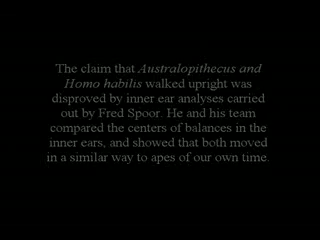 The claim that Australopithecus and
Homo habilis walked upright was
disproved by inner ear analyses carried
out by Fred Spoor. He and his team
compared the centers of balances in the
inner ears, and showed that both moved
in a similar way to apes of our own time.